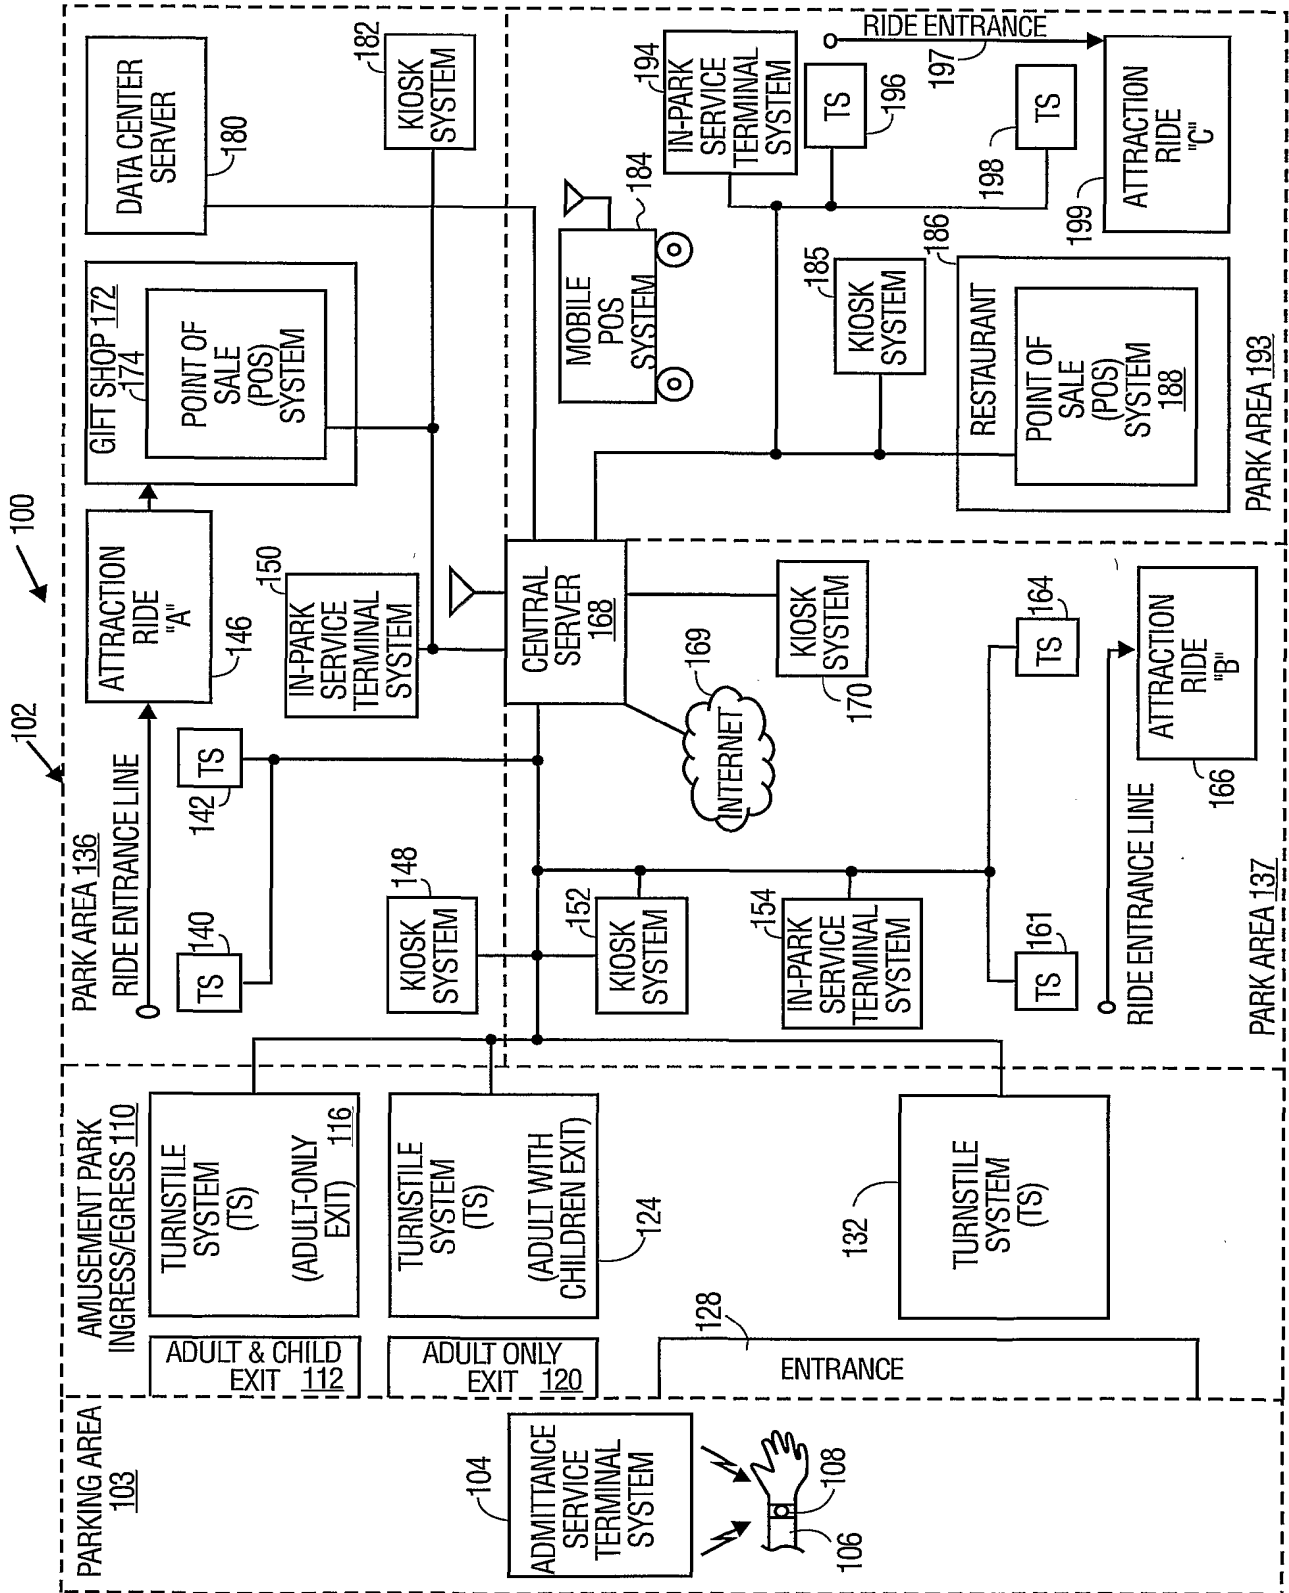 100
102
PARKING AREA
103
ADMITTANCE
SERVICE
TERMINAL
SYSTEM
104
106
108
AMUSEMENT PARK
INGRESS/EGRESS 110
ADULT & CHILD
EXIT 112
ADULT ONLY
EXIT 120
ENTRANCE
128
TURNSTILE
SYSTEM
(TS)
(ADULT-ONLY
EXIT)
116
TURNSTILE
SYSTEM
(TS)
(ADULT WITH
CHILDREN EXIT)
124
TURNSTILE
SYSTEM
(TS)
132
PARK AREA 136
RIDE ENTRANCE LINE
TS
140
TS
142
ATTRACTION
RIDE
"A"
146
KIOSK
SYSTEM
148
IN-PARK
SERVICE
TERMINAL
SYSTEM
150
GIFT SHOP 172
174
POINT OF
SALE
(POS)
SYSTEM
DATA CENTER
SERVER
180
KIOSK
SYSTEM
182
KIOSK
SYSTEM
152
IN-PARK
SERVICE
TERMINAL
SYSTEM
154
TS
161
TS
164
RIDE ENTRANCE LINE
ATTRACTION
RIDE
"B"
166
PARK AREA 137
CENTRAL
SERVER
168
INTERNET
169
KIOSK
SYSTEM
170
MOBILE
POS
SYSTEM
184
KIOSK
SYSTEM
185
RESTAURANT
186
POINT OF
SALE
(POS)
SYSTEM
188
IN-PARK
SERVICE
TERMINAL
SYSTEM
194
TS
196
RIDE ENTRANCE
197
TS
198
ATTRACTION
RIDE
"C"
199
PARK AREA 193